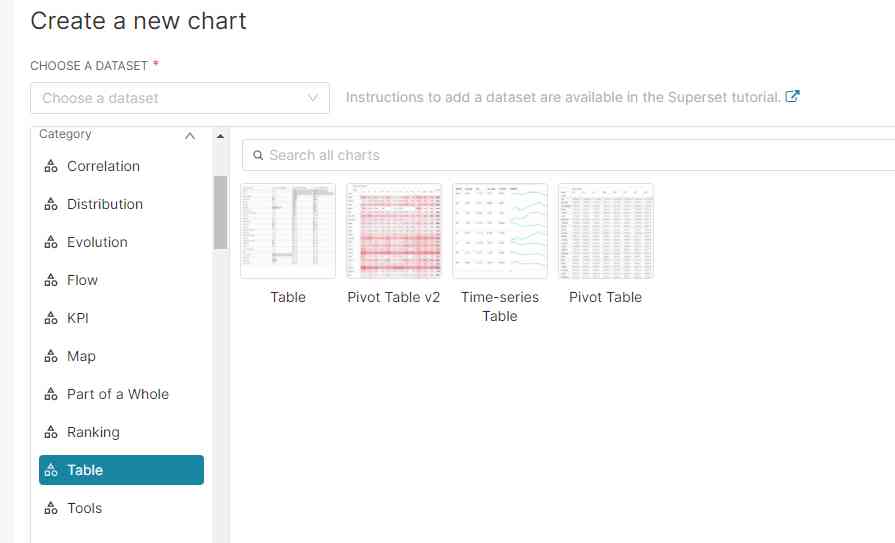 Create a new chart
CHOOSE A DATASET *
Choose a dataset
Instructions to add a dataset are available in the Superset tutorial.
Category
Correlation
Distribution
Evolution
Flow
KPI
Map
Part of a Whole
Ranking
Table
Tools
Search all charts
Table
Pivot Table v2
Time-series
Table
Pivot Table